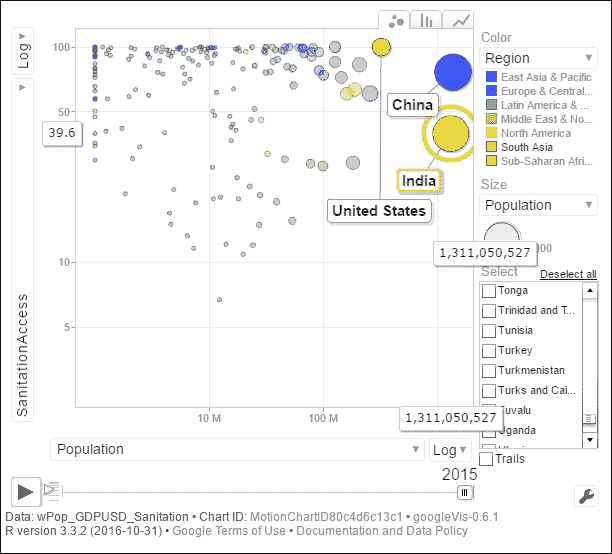 Log
Color
Region
100
East Asia & Pacific
Europe & Central...
Latin America & ...
Middle East & No...
North America
South Asia
Sub-Saharan Afri...
China
50
39.6
India
United States
Size
Population
000
1,311,050,527
10
Select
Deselect all
Tonga
Trinidad and T...
Tunisia
Turkey
Turkmenistan
Turks and Cai...
Tuvalu
Uganda
5
SanitationAccess
10 M
100 M
1,311,050,527
Population
Log
Trails
2015
Data: wPop_GDPUSD_Sanitation • Chart ID: MotionChartID80c4d6c13c1 • googleVis-0.6.1
R version 3.3.2 (2016-10-31) • Google Terms of Use • Documentation and Data Policy